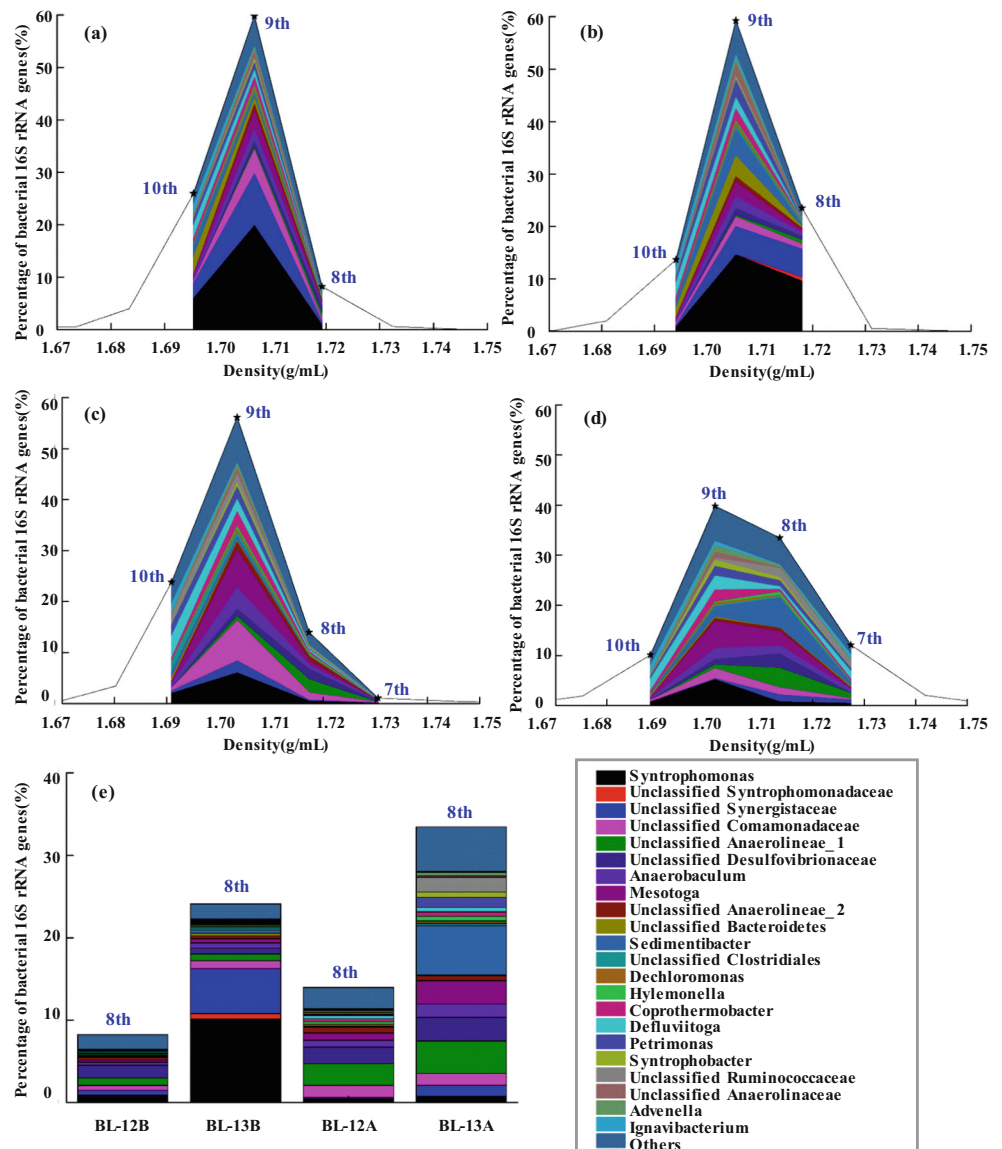 Percentage of bacterial 16S rRNA genes(%)
(a)
9th
10th
8th
60
50
40
30
20
10
0
1.67 1.68 1.69 1.70 1.71 1.72 1.73 1.74 1.75
Density(g/mL)
Percentage of bacterial 16S rRNA genes(%)
(b)
9th
10th
8th
60
50
40
30
20
10
0
1.67 1.68 1.69 1.70 1.71 1.72 1.73 1.74 1.75
Density(g/mL)
Percentage of bacterial 16S rRNA genes(%)
(c)
9th
10th
8th
7th
60
50
40
30
20
10
0
1.67 1.68 1.69 1.70 1.71 1.72 1.73 1.74 1.75
Density(g/mL)
Percentage of bacterial 16S rRNA genes(%)
(d)
9th
8th
10th
7th
60
50
40
30
20
10
0
1.67 1.68 1.69 1.70 1.71 1.72 1.73 1.74 1.75
Density(g/mL)
Percentage of bacterial 16S rRNA genes(%)
(e)
8th
8th
8th
8th
40
30
20
10
0
BL-12B BL-13B BL-12A BL-13A
Syntrophomonas
Unclassified Syntrophomonadaceae
Unclassified Synergistaceae
Unclassified Comamonadaceae
Unclassified Anaerolineae_1
Unclassified Desulfovibrionaceae
Anaerobaculum
Mesotoga
Unclassified Anaerolineae_2
Unclassified Bacteroidetes
Sedimentibacter
Unclassified Clostridiales
Dechloromonas
Hylemonella
Coprothermobacter
Defluviitoga
Petrimonas
Syntrophobacter
Unclassified Ruminococcaceae
Unclassified Anaerolinaceae
Advenella
Ignavibacterium
Others